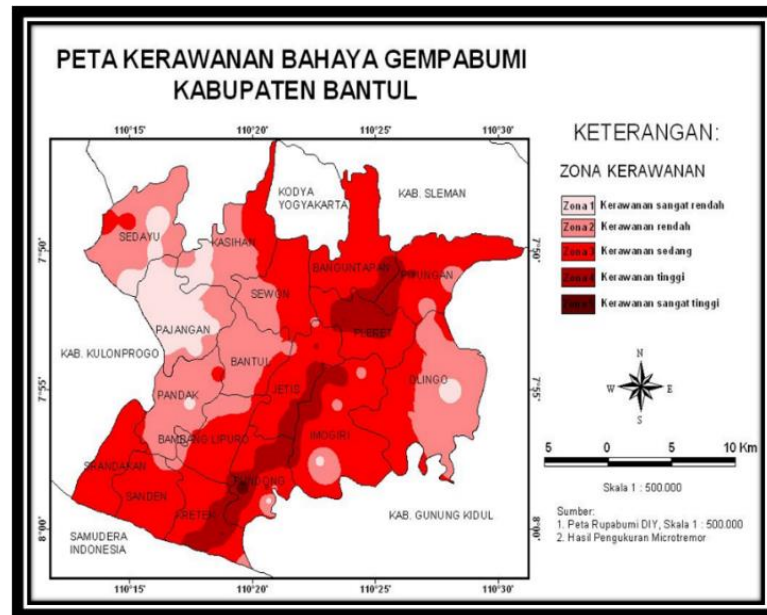 PETA KERAWANAN BAHAYA GEMPABUMI
KABUPATEN BANTUL
110°15' 110°20' 110°25' 110°30'
KODYA
YOGYAKARTA
KAB. SLEMAN
SEDAYU
KASIHAN
7°50'
7°50'
BANGUNTAPAN
SEWON
PAJANGAN
PLERET
KAB. KULONPROGO
BANTUL
DLINGO
PANDAK
JETIS
7°55'
7°55'
BAMBANG LIPURO
IMOGIRI
SRANDAKAN
SANDEN
PUNDONG
KRETEK
8°00'
8°00'
SAMUDERA
INDONESIA
KAB. GUNUNG KIDUL
110°15' 110°20' 110°25' 110°30'
KETERANGAN:
ZONA KERAWANAN
Zona 1 Kerawanan sangat rendah
Zona 2 Kerawanan rendah
Zona 3 Kerawanan sedang
Zona 4 Kerawanan tinggi
Kerawanan sangat tinggi
N
W E
S
5 0 5 10 Km
Skala 1 : 500.000
Sumber:
1. Peta Rupabumi DIY, Skala 1 : 500.000
2. Hasil Pengukuran Microtremor